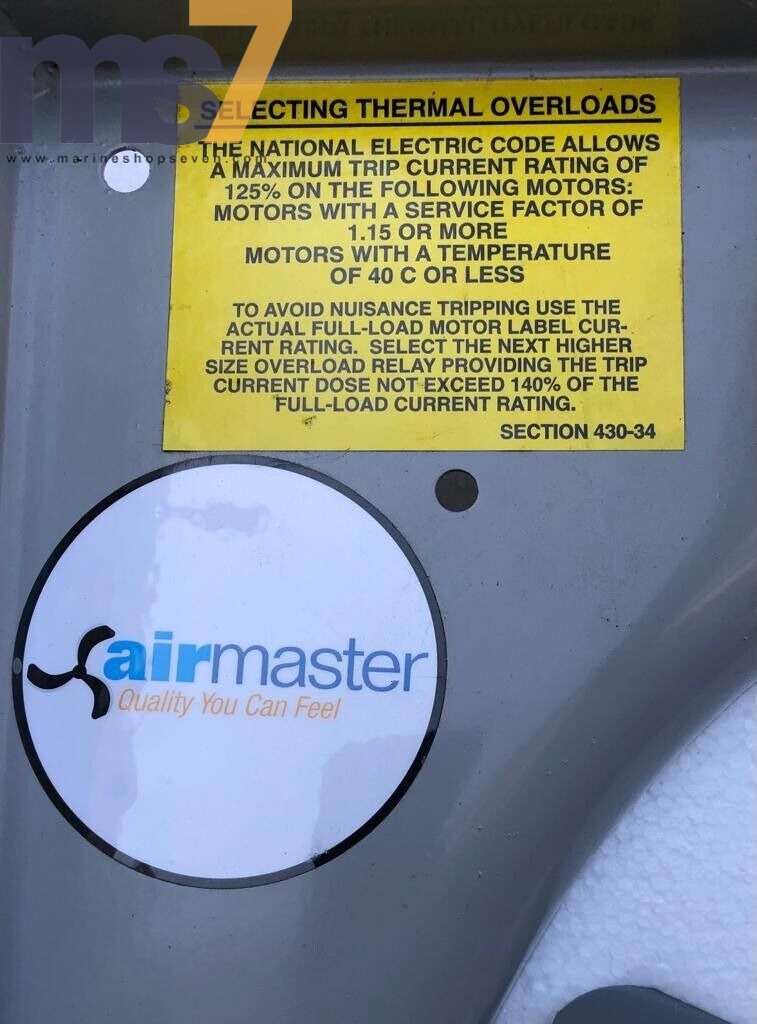 ms7
www.marineshopseven.com
SELECTING THERMAL OVERLOADS
THE NATIONAL ELECTRIC CODE ALLOWS
A MAXIMUM TRIP CURRENT RATING OF
125% ON THE FOLLOWING MOTORS:
MOTORS WITH A SERVICE FACTOR OF
1.15 OR MORE
MOTORS WITH A TEMPERATURE
OF 40 C OR LESS
TO AVOID NUISANCE TRIPPING USE THE
ACTUAL FULL-LOAD MOTOR LABEL CUR-
RENT RATING. SELECT THE NEXT HIGHER
SIZE OVERLOAD RELAY PROVIDING THE TRIP
CURRENT DOSE NOT EXCEED 140% OF THE
FULL-LOAD CURRENT RATING.
SECTION 430-34
airmaster
Quality You Can Feel